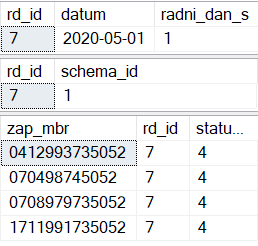 rd_id datum radni_dan_s
7 2020-05-01 1
rd_id schema_id
7 1
zap_mbr rd_id statu...
0412993735052 7 4
070498745052 7 4
0708979735052 7 4
1711991735052 7 4